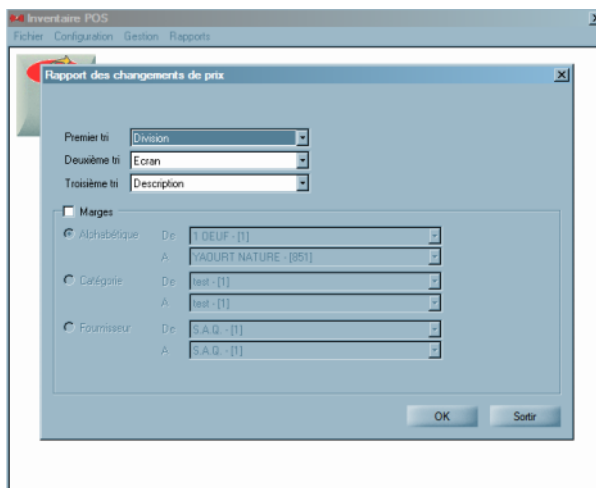 Inventaire POS
Fichier Configuration Gestion Rapports
Rapport des changements de prix
Premier tri Division
Deuxième tri Ecran
Troisième tri Description
Marges
Alphabétique De 1 OEUF - [1]
A YAOURT NATURE - [851]
Catégorie De test - [1]
A test - [1]
Fournisseur De S.A.Q. - [1]
A S.A.Q. - [1]
OK Sortir